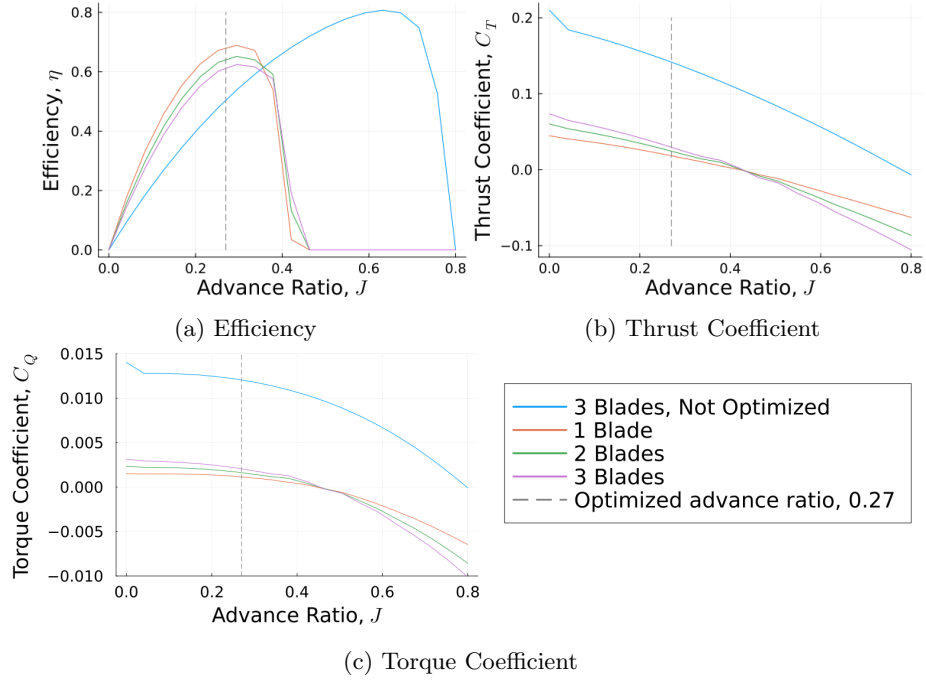 0.8
0.6
0.4
0.2
0.0
Efficiency, η
0.0 0.2 0.4 0.6 0.8
Advance Ratio, J
(a) Efficiency
0.2
0.1
0.0
−0.1
Thrust Coefficient, C_T
0.0 0.2 0.4 0.6 0.8
Advance Ratio, J
(b) Thrust Coefficient
0.015
0.010
0.005
0.000
−0.005
−0.010
Torque Coefficient, C_Q
0.0 0.2 0.4 0.6 0.8
Advance Ratio, J
(c) Torque Coefficient
3 Blades, Not Optimized
1 Blade
2 Blades
3 Blades
Optimized advance ratio, 0.27